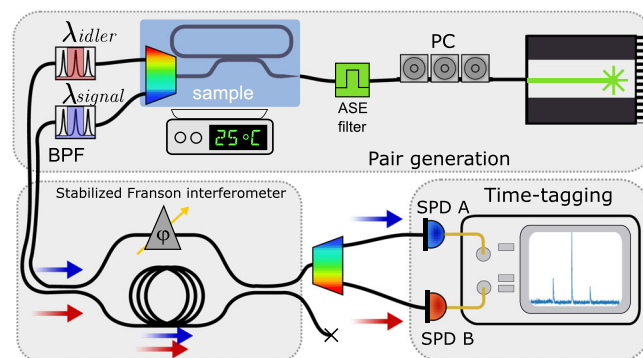 λidler
λsignal
BPF
sample
25°C
ASE
filter
PC
Pair generation
Stabilized Franson interferometer
φ
Time-tagging
SPD A
SPD B